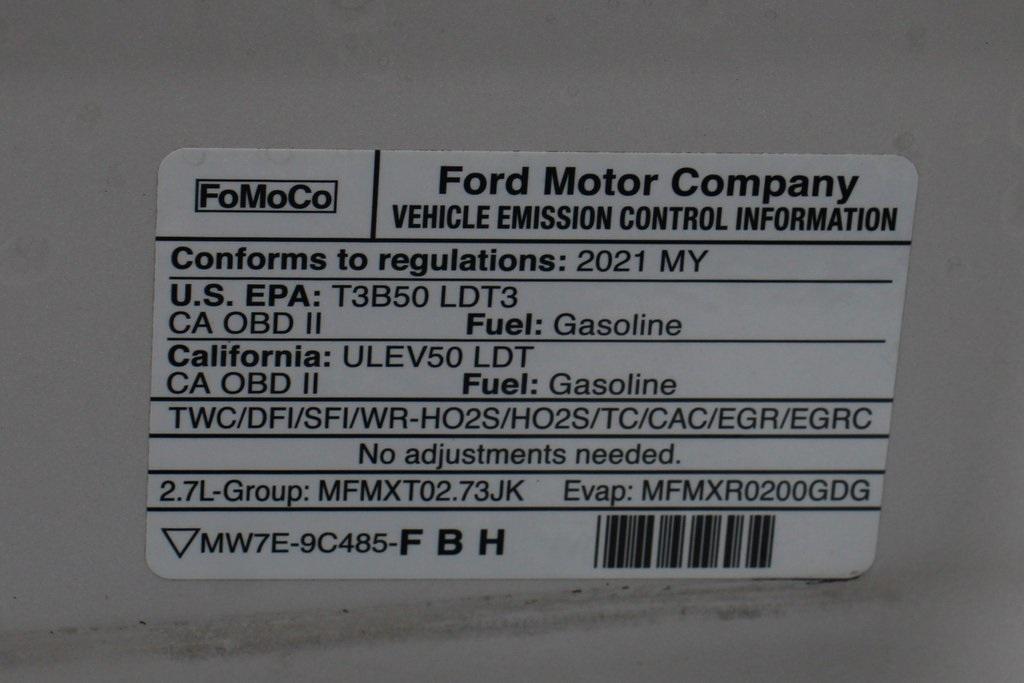 FoMoCo
Ford Motor Company
VEHICLE EMISSION CONTROL INFORMATION
Conforms to regulations: 2021 MY
U.S. EPA: T3B50 LDT3
CA OBD II Fuel: Gasoline
California: ULEV50 LDT
CA OBD II Fuel: Gasoline
TWC/DFI/SFI/WR-HO2S/HO2S/TC/CAC/EGR/EGRC
No adjustments needed.
2.7L-Group: MFMXT02.73JK Evap: MFMXR0200GDG
MW7E-9C485-F B H